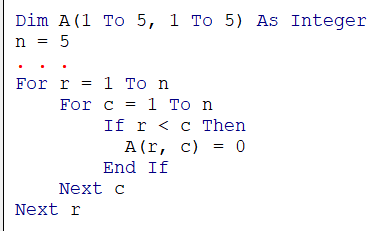 Dim A(1 To 5, 1 To 5) As Integer
n = 5
. . .
For r = 1 To n
    For c = 1 To n
        If r < c Then
          A(r, c) = 0
        End If
    Next c
Next r